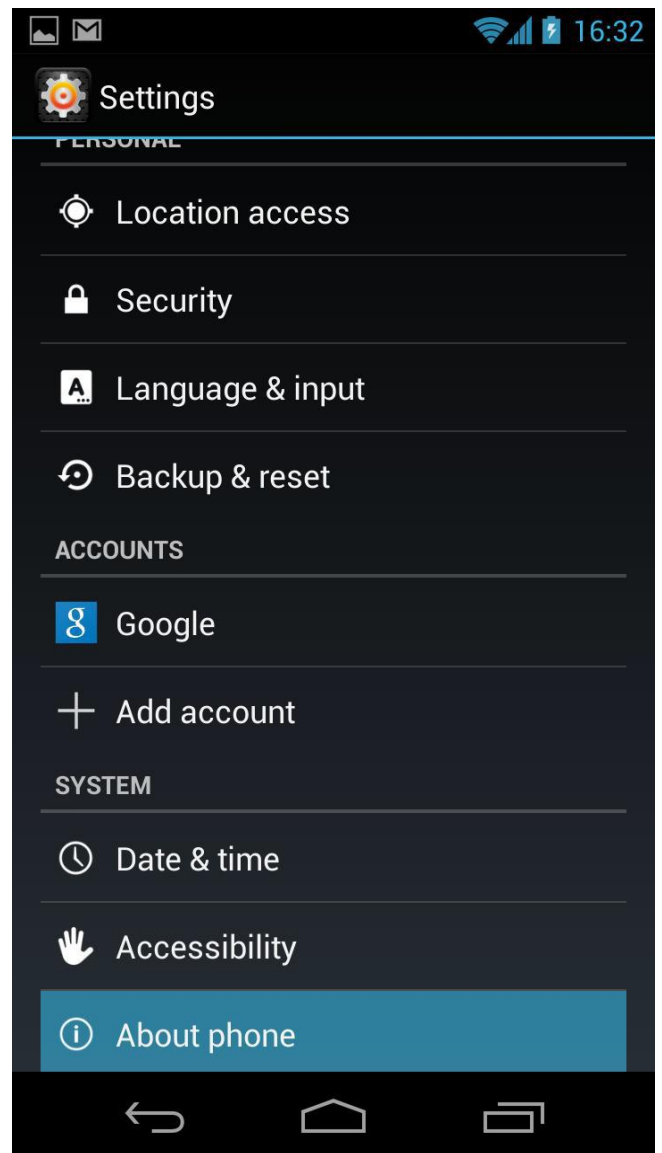 16:32
Settings
PERSONAL
Location access
Security
Language & input
Backup & reset
ACCOUNTS
Google
Add account
SYSTEM
Date & time
Accessibility
About phone